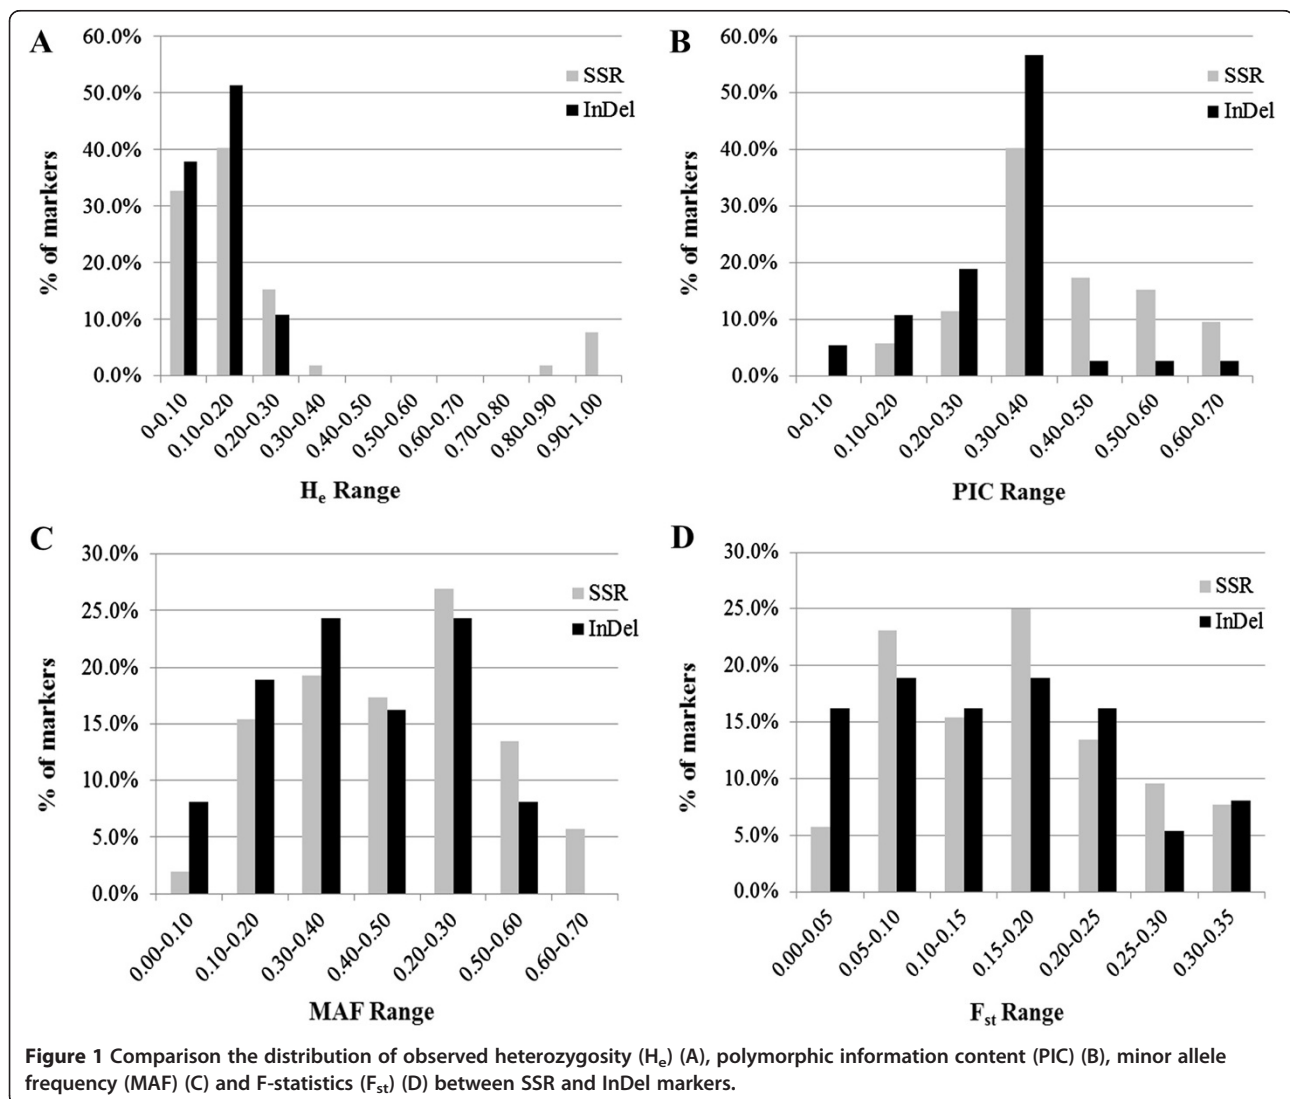 A
60.0%
50.0%
40.0%
30.0%
20.0%
10.0%
0.0%
% of markers
SSR
InDel
0-0.10
0.10-0.20
0.20-0.30
0.30-0.40
0.40-0.50
0.50-0.60
0.60-0.70
0.70-0.80
0.80-0.90
0.90-1.00
He Range
B
60.0%
50.0%
40.0%
30.0%
20.0%
10.0%
0.0%
% of markers
SSR
InDel
0-0.10
0.10-0.20
0.20-0.30
0.30-0.40
0.40-0.50
0.50-0.60
0.60-0.70
PIC Range
C
30.0%
25.0%
20.0%
15.0%
10.0%
5.0%
0.0%
% of markers
SSR
InDel
0.00-0.10
0.10-0.20
0.30-0.40
0.40-0.50
0.20-0.30
0.50-0.60
0.60-0.70
MAF Range
D
30.0%
25.0%
20.0%
15.0%
10.0%
5.0%
0.0%
% of markers
SSR
InDel
0.00-0.05
0.05-0.10
0.10-0.15
0.15-0.20
0.20-0.25
0.25-0.30
0.30-0.35
Fst Range
Figure 1 Comparison the distribution of observed heterozygosity (He) (A), polymorphic information content (PIC) (B), minor allele
frequency (MAF) (C) and F-statistics (Fst) (D) between SSR and InDel markers.